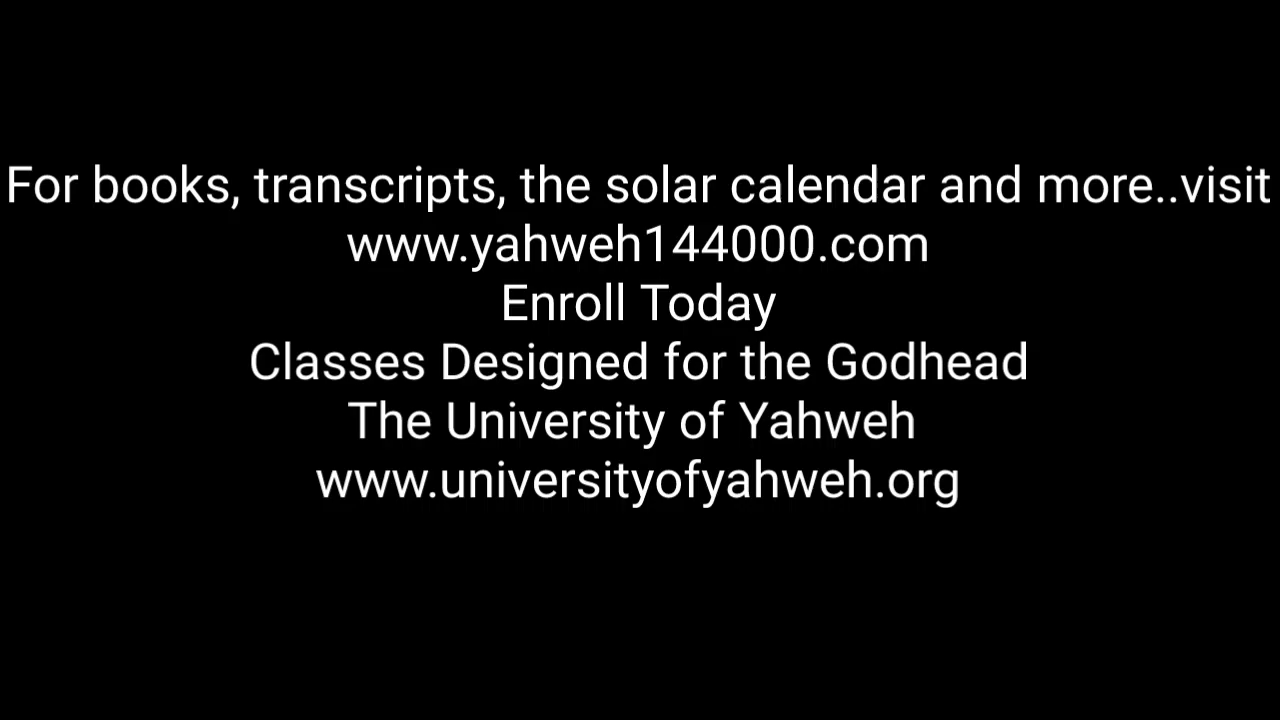 For books, transcripts, the solar calendar and more..visit
www.yahweh144000.com
Enroll Today
Classes Designed for the Godhead
The University of Yahweh
www.universityofyahweh.org